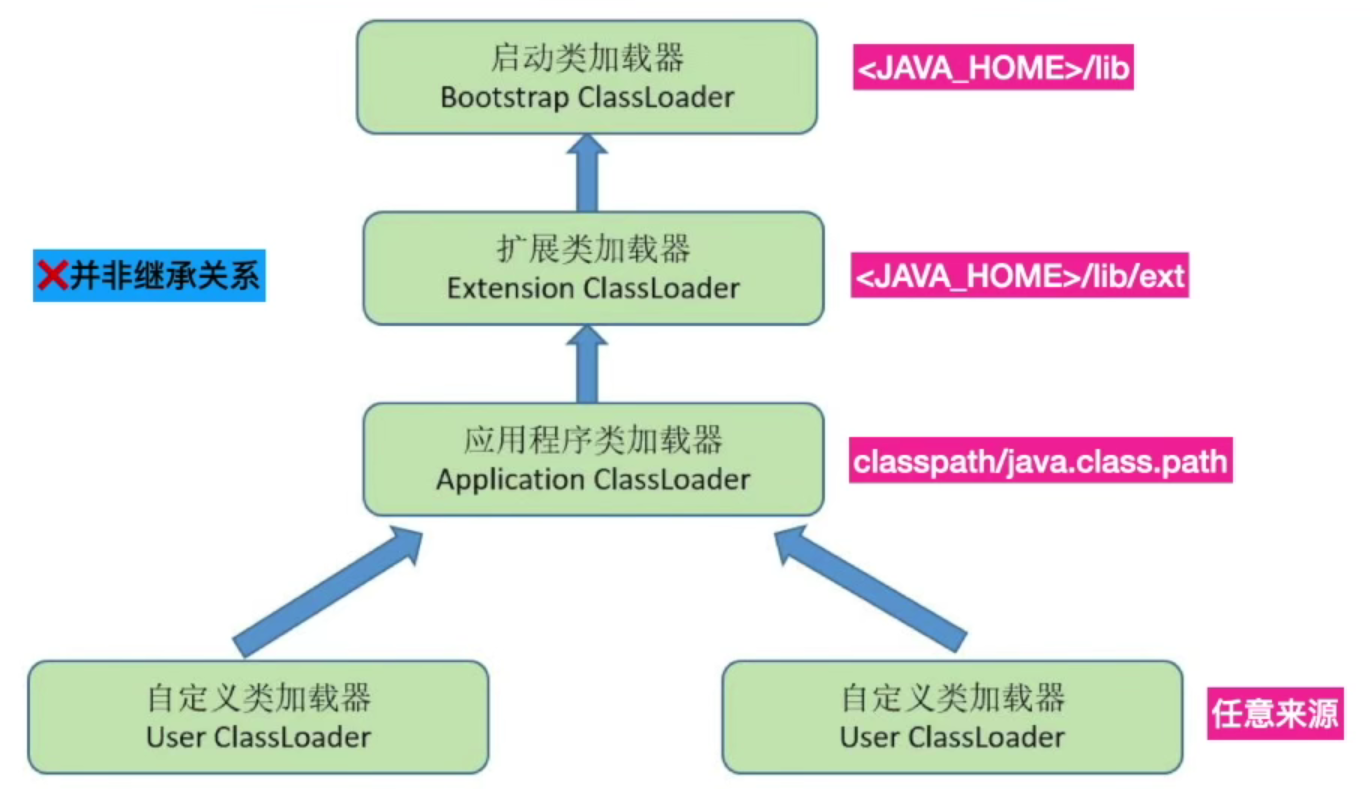 启动类加载器
Bootstrap ClassLoader
<JAVA_HOME>/lib
扩展类加载器
Extension ClassLoader
❌并非继承关系
<JAVA_HOME>/lib/ext
应用程序类加载器
Application ClassLoader
classpath/java.class.path
自定义类加载器
User ClassLoader
自定义类加载器
User ClassLoader
任意来源